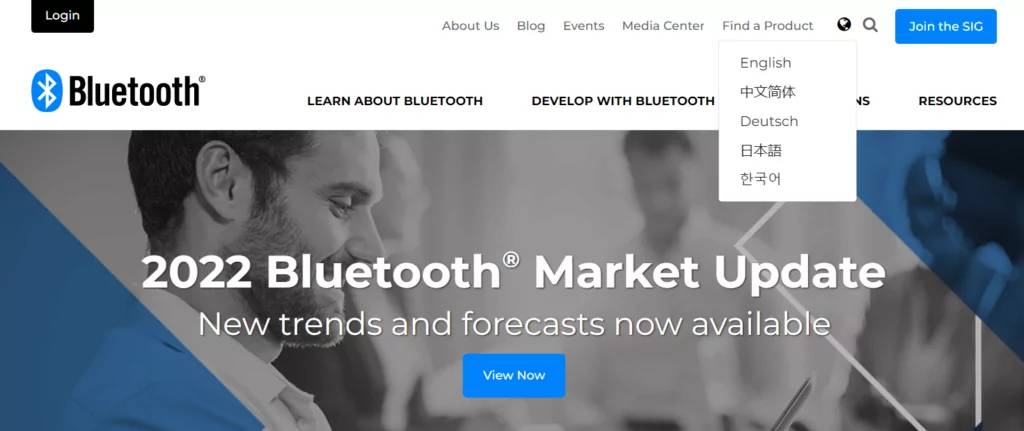 Login
About Us Blog Events Media Center Find a Product Join the SIG
English
中文简体
Deutsch
日本語
한국어
Bluetooth®
LEARN ABOUT BLUETOOTH DEVELOP WITH BLUETOOTH NS RESOURCES
2022 Bluetooth® Market Update
New trends and forecasts now available
View Now